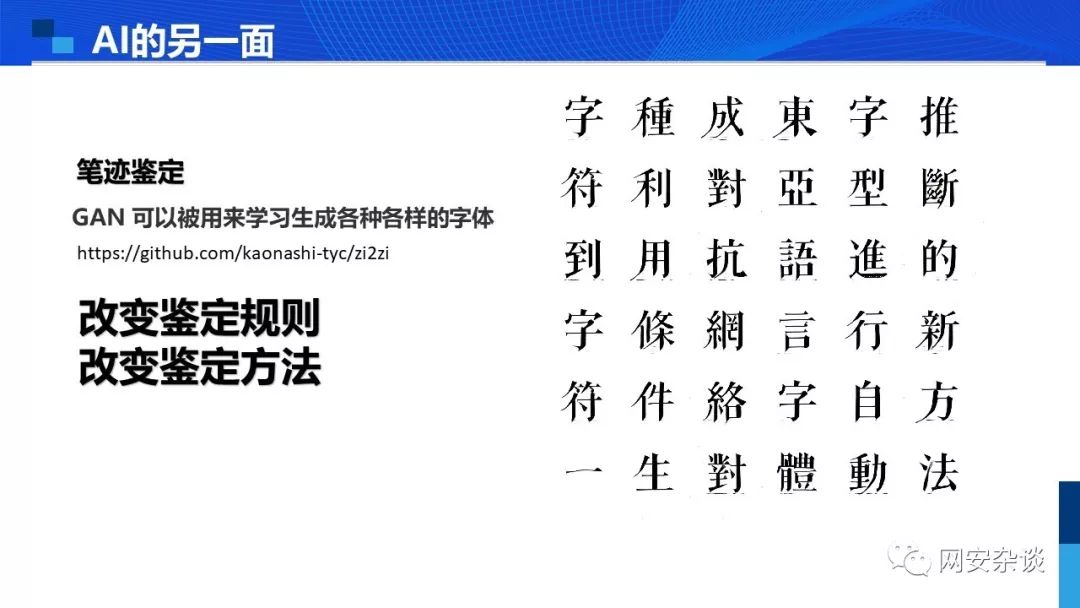 AI的另一面
笔迹鉴定
GAN 可以被用来学习生成各种各样的字体
https://github.com/kaonashi-tyc/zi2zi
改变鉴定规则
改变鉴定方法
字種成東字推
符利對亞型斷
到用抗語進的
字條網言行新
符件絡字自方
一生對體動法
网安杂谈